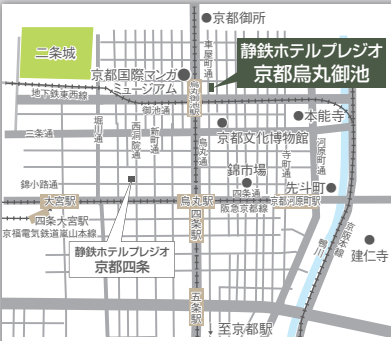 京都御所
二条城
車屋町通
静鉄ホテルプレジオ
京都烏丸御池
京都国際マンガ
ミュージアム
地下鉄東西線
烏丸御池駅
御池通
本能寺
堀川通
西洞院通
新町通
京都文化博物館
三条通
烏丸通
寺町通
河原町通
錦市場
錦小路通
四条通
先斗町
大宮駅
烏丸駅
阪急京都線
京都河原町駅
四条大宮駅
四条駅
京福電気鉄道嵐山本線
静鉄ホテルプレジオ
京都四条
鴨川
京阪本線
建仁寺
五条駅
至京都駅